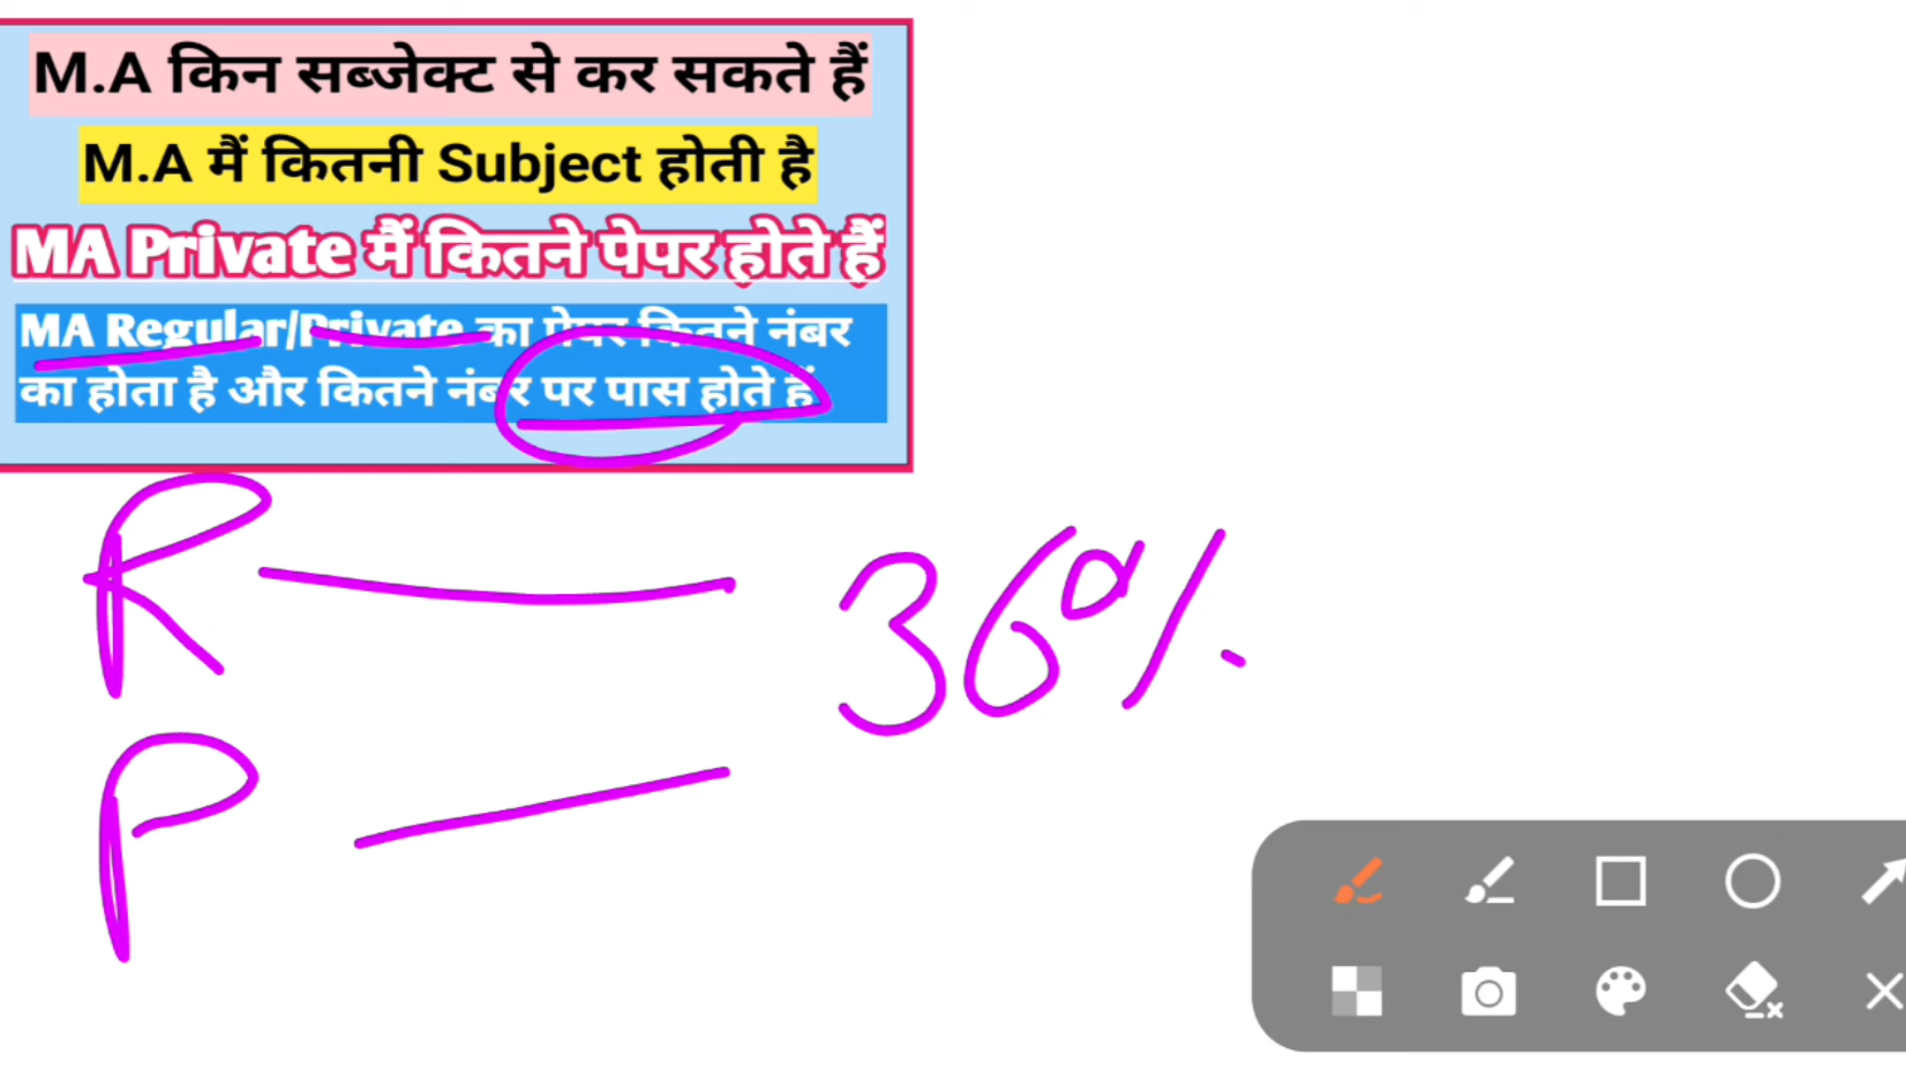 M.A किन सब्जेक्ट से कर सकते हैं
M.A मैं कितनी Subject होती है
MA Private मैं कितने पेपर होते हैं
MA Regular/Private का पेपर कितने नंबर
का होता है और कितने नंबर पर पास होते हैं
R — 36%.
P —